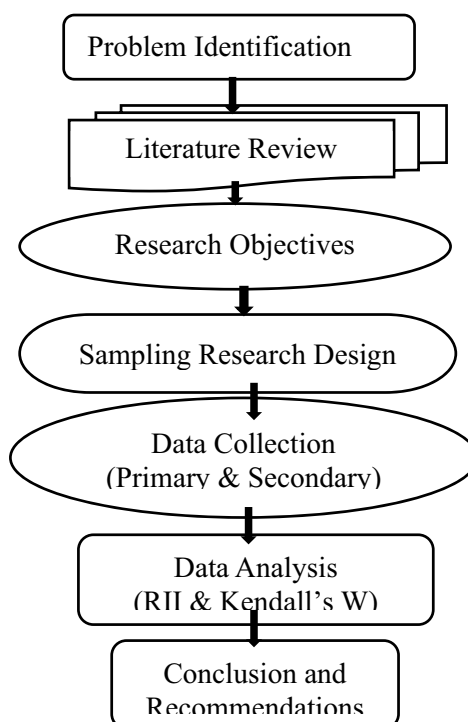 Problem Identification
Literature Review
Research Objectives
Sampling Research Design
Data Collection
(Primary & Secondary)
Data Analysis
(RII & Kendall's W)
Conclusion and
Recommendations